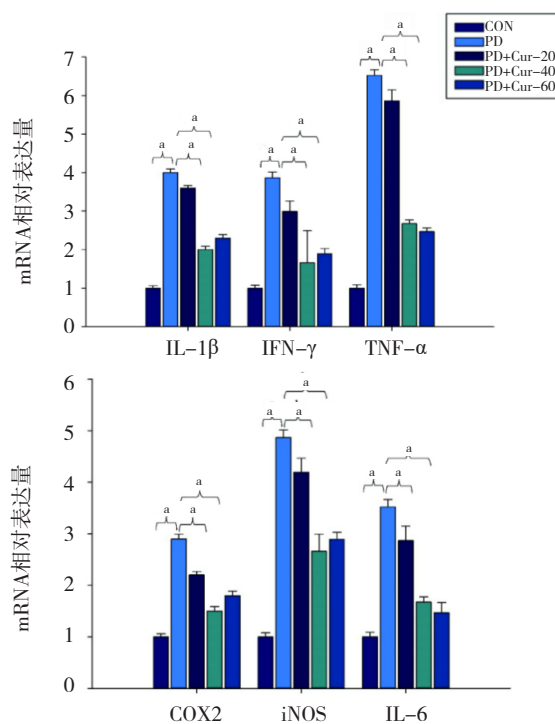 CON
PD
PD+Cur-20
PD+Cur-40
PD+Cur-60
mRNA相对表达量
7
6
5
4
3
2
1
0
a a a
a a a
a a a
IL-1β IFN-γ TNF-α
mRNA相对表达量
6
5
4
3
2
1
0
a a a
a a a
a a a
COX2 iNOS IL-6